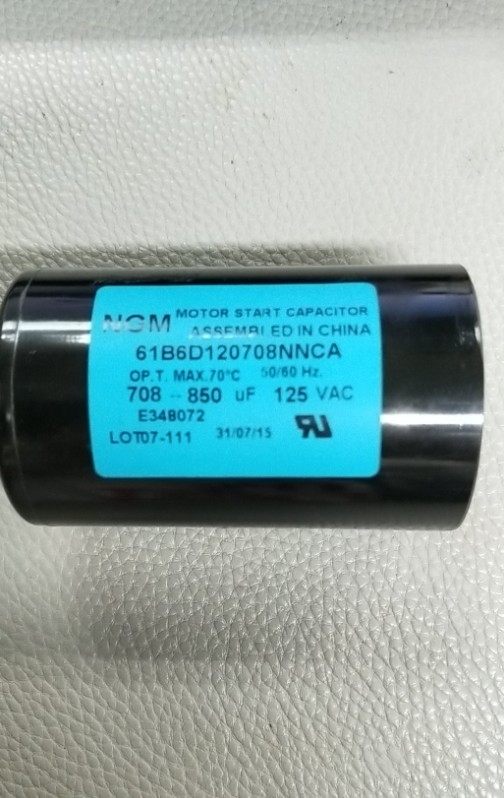 NGM MOTOR START CAPACITOR
ASSEMBLED IN CHINA
61B6D120708NNCA
OP.T. MAX.70°C 50/60 Hz.
708 - 850 uF 125 VAC
E348072
LOT07-111 31/07/15